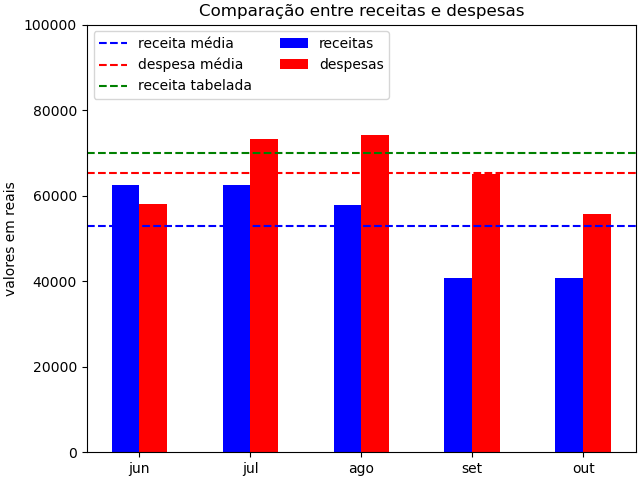 Comparação entre receitas e despesas
100000
80000
60000
40000
20000
0
valores em reais
receita média
despesa média
receita tabelada
receitas
despesas
jun jul ago set out